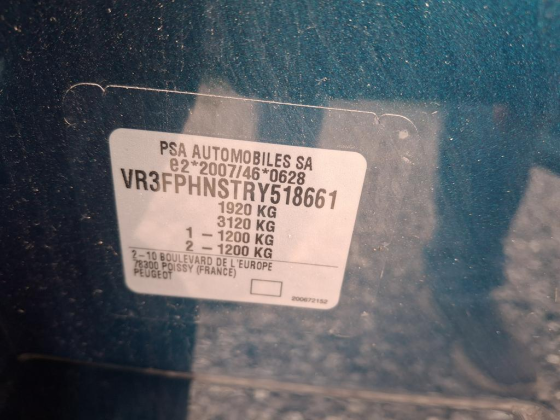 PSA AUTOMOBILES SA
e2*2007/46*0628
VR3FPHNSTRY518661
1920 KG
3120 KG
1 – 1200 KG
2 – 1200 KG
2 – 10 BOULEVARD DE L'EUROPE
78300 POISSY (FRANCE)
PEUGEOT
200872152